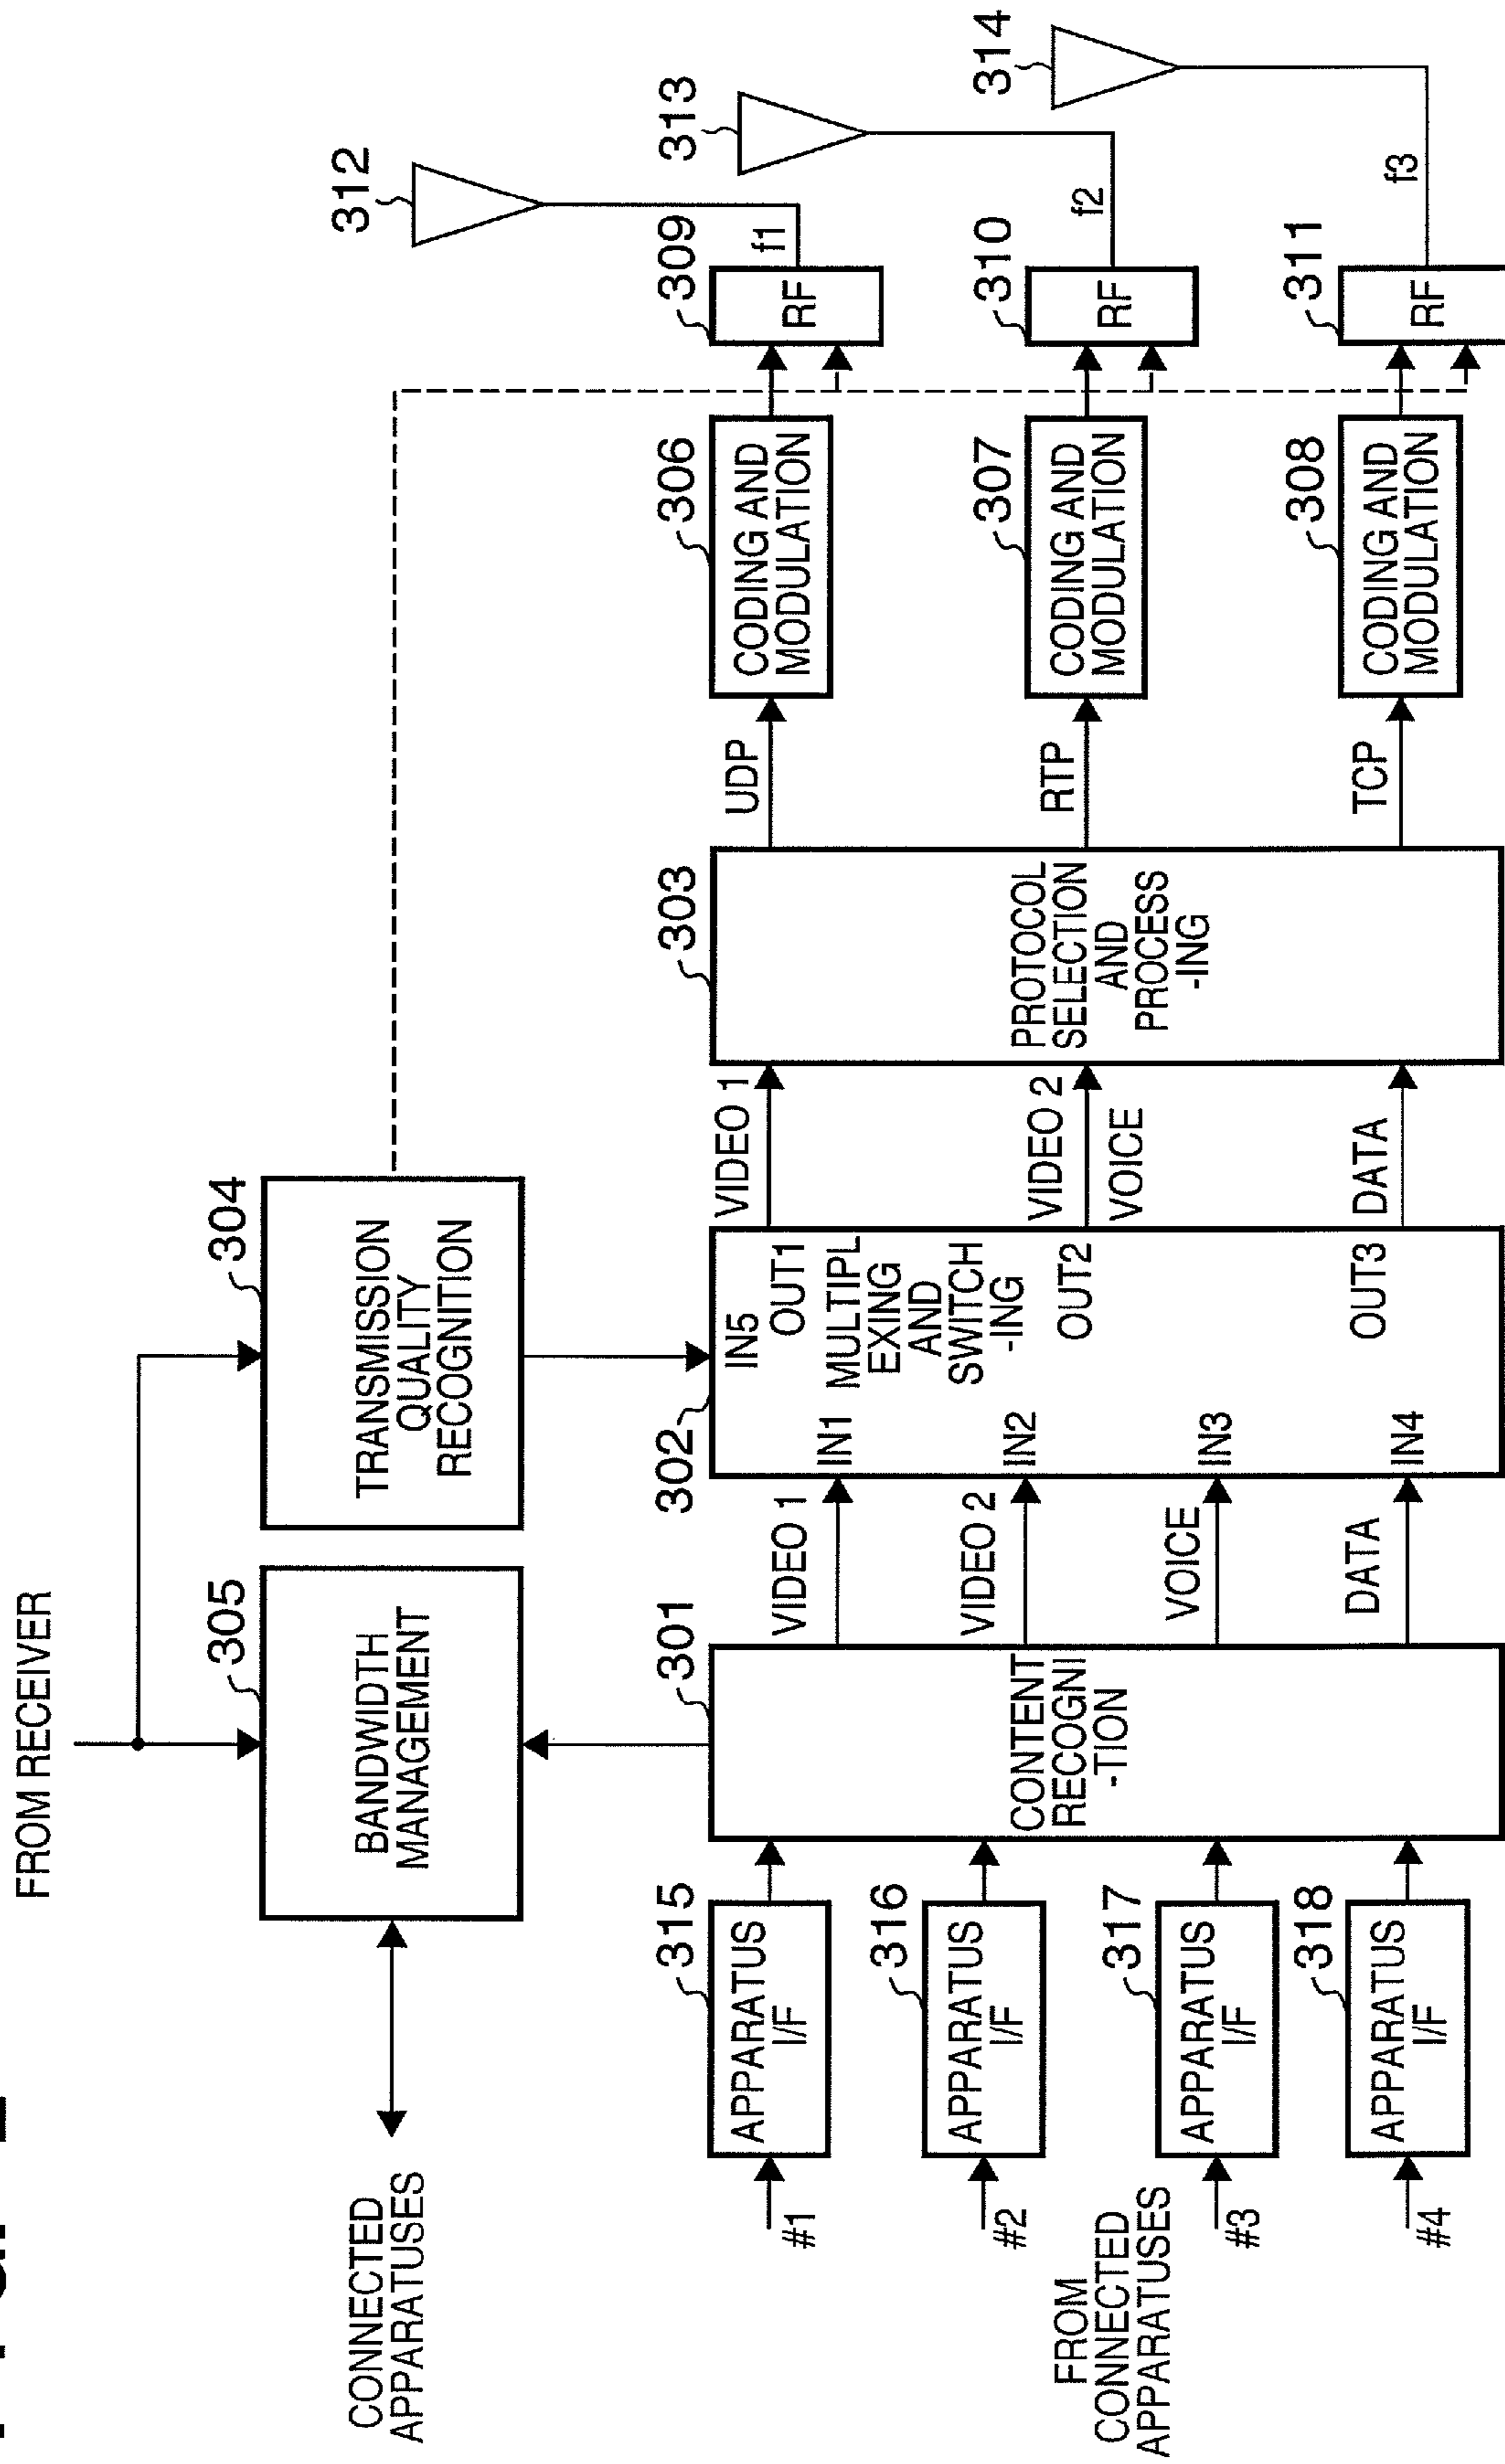 FROM RECEIVER
CONNECTED
APPARATUSES
305
BANDWIDTH
MANAGEMENT
304
TRANSMISSION
QUALITY
RECOGNITION
312
313
314
#1
#2
FROM
CONNECTED
APPARATUSES
#3
#4
315
APPARATUS
I/F
316
APPARATUS
I/F
317
APPARATUS
I/F
318
APPARATUS
I/F
301
CONTENT
RECOGNI
-TION
VIDEO 1
VIDEO 2
VOICE
DATA
302
IN5
IN1
OUT1
MULTIPL
EXING
AND
SWITCH
-ING
IN2
OUT2
IN3
IN4
OUT3
VIDEO 1
VIDEO 2
VOICE
DATA
303
PROTOCOL
SELECTION
AND
PROCESS
-ING
UDP
RTP
TCP
306
CODING AND
MODULATION
307
CODING AND
MODULATION
308
CODING AND
MODULATION
309
RF
f1
310
RF
f2
311
RF
f3